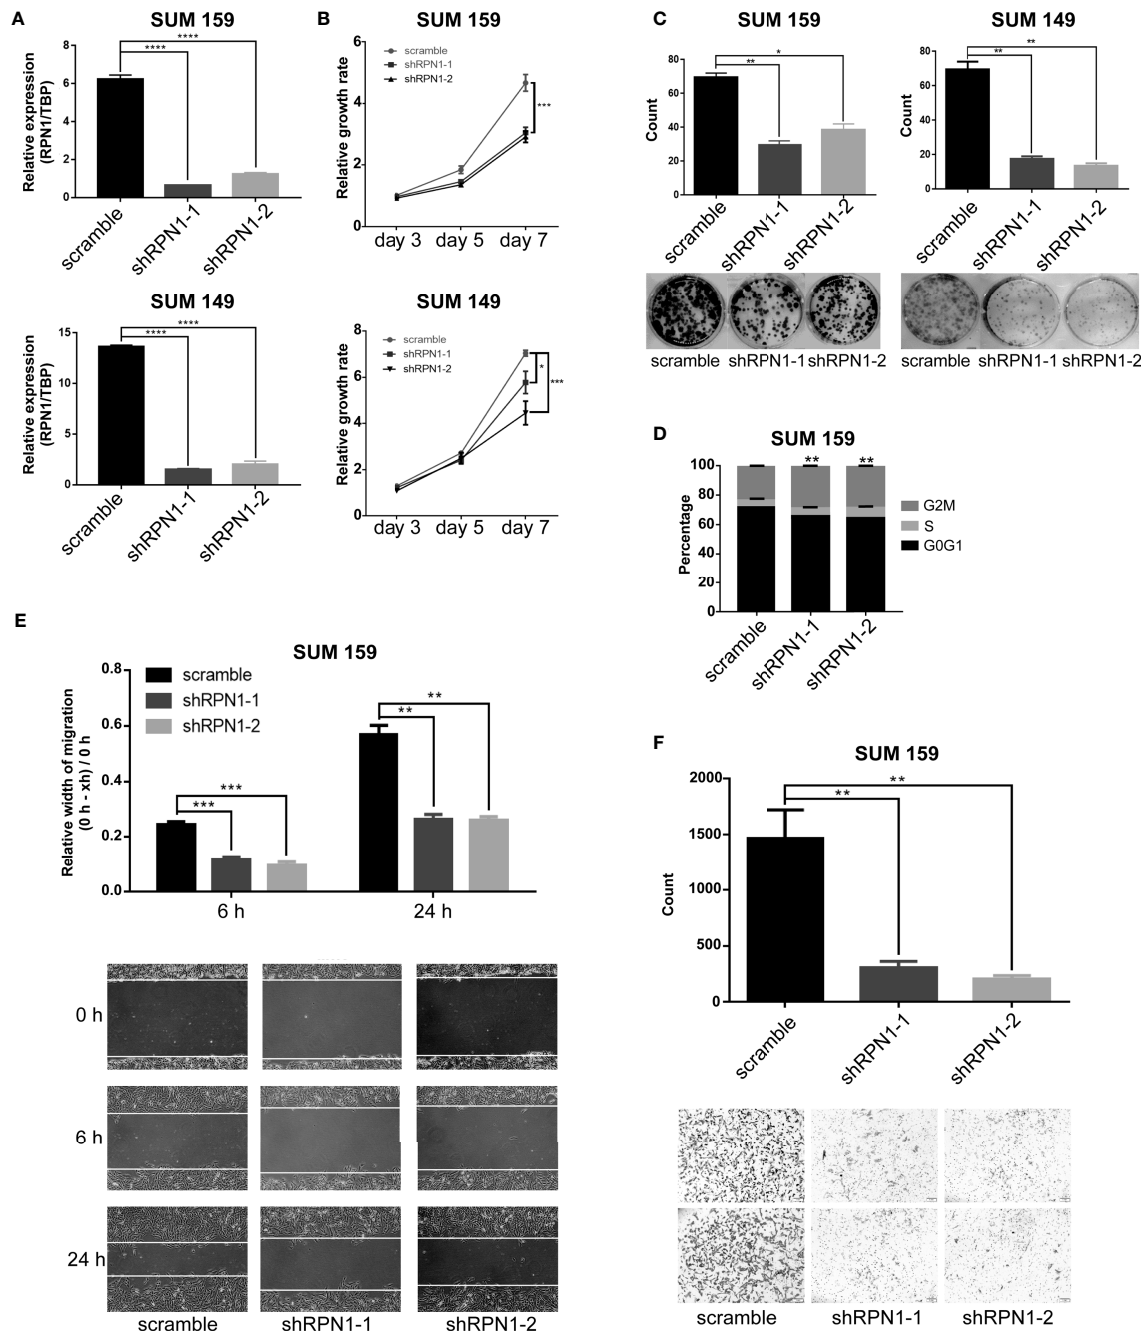 A
SUM 159
Relative expression
(RPN1/TBP)
8
6
4
2
0
****
****
scramble
shRPN1-1
shRPN1-2
SUM 149
Relative expression
(RPN1/TBP)
15
10
5
0
****
****
scramble
shRPN1-1
shRPN1-2
B
SUM 159
Relative growth rate
6
4
2
0
scramble
shRPN1-1
shRPN1-2
***
day 3 day 5 day 7
SUM 149
Relative growth rate
8
6
4
2
0
scramble
shRPN1-1
shRPN1-2
*
***
day 3 day 5 day 7
C
SUM 159
Count
80
60
40
20
0
*
**
scramble
shRPN1-1
shRPN1-2
scramble shRPN1-1 shRPN1-2
SUM 149
Count
80
60
40
20
0
**
**
scramble
shRPN1-1
shRPN1-2
scramble shRPN1-1 shRPN1-2
D
SUM 159
Percentage
100
80
60
40
20
0
** **
G2M
S
G0G1
scramble
shRPN1-1
shRPN1-2
E
SUM 159
Relative width of migration
(0 h - xh) / 0 h
0.8
0.6
0.4
0.2
0.0
scramble
shRPN1-1
shRPN1-2
***
***
**
**
6 h 24 h
0 h
6 h
24 h
scramble shRPN1-1 shRPN1-2
F
SUM 159
Count
2000
1500
1000
500
0
**
**
scramble
shRPN1-1
shRPN1-2
scramble shRPN1-1 shRPN1-2